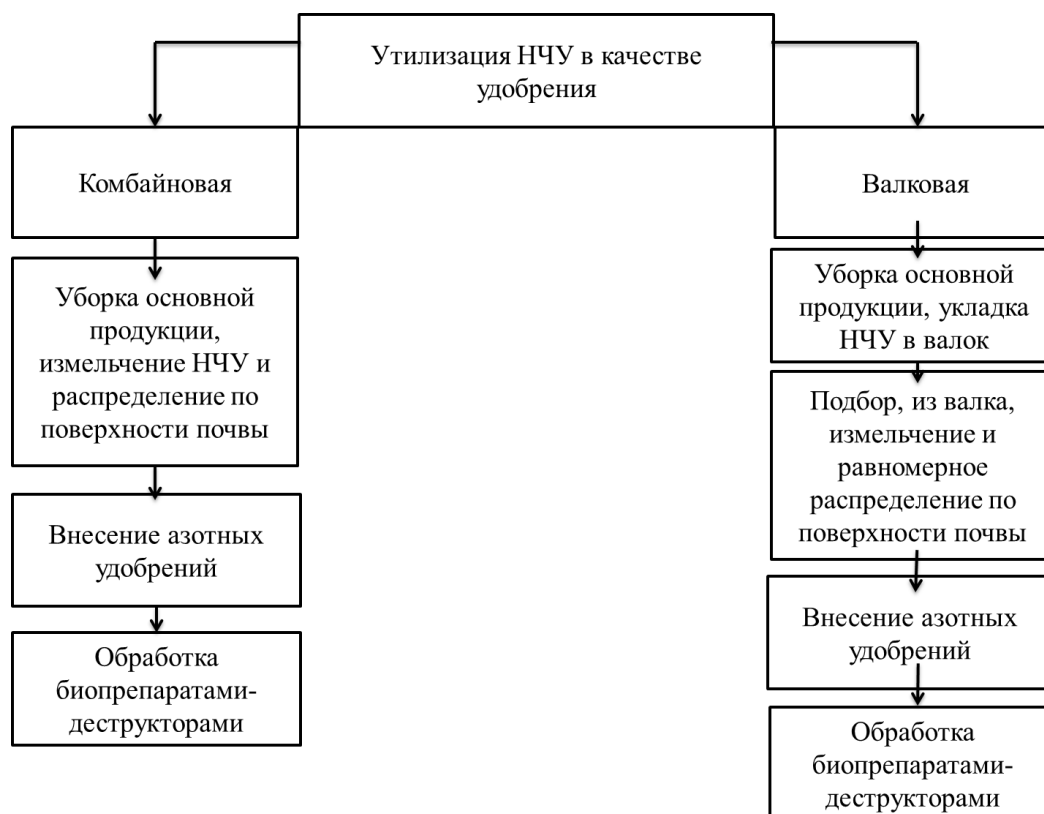 Утилизация НЧУ в качестве
удобрения
Комбайновая
Уборка основной
продукции,
измельчение НЧУ и
распределение по
поверхности почвы
Внесение азотных
удобрений
Обработка
биопрепаратами-
деструкторами
Валковая
Уборка основной
продукции, укладка
НЧУ в валок
Подбор, из валка,
измельчение и
равномерное
распределение по
поверхности почвы
Внесение азотных
удобрений
Обработка
биопрепаратами-
деструкторами